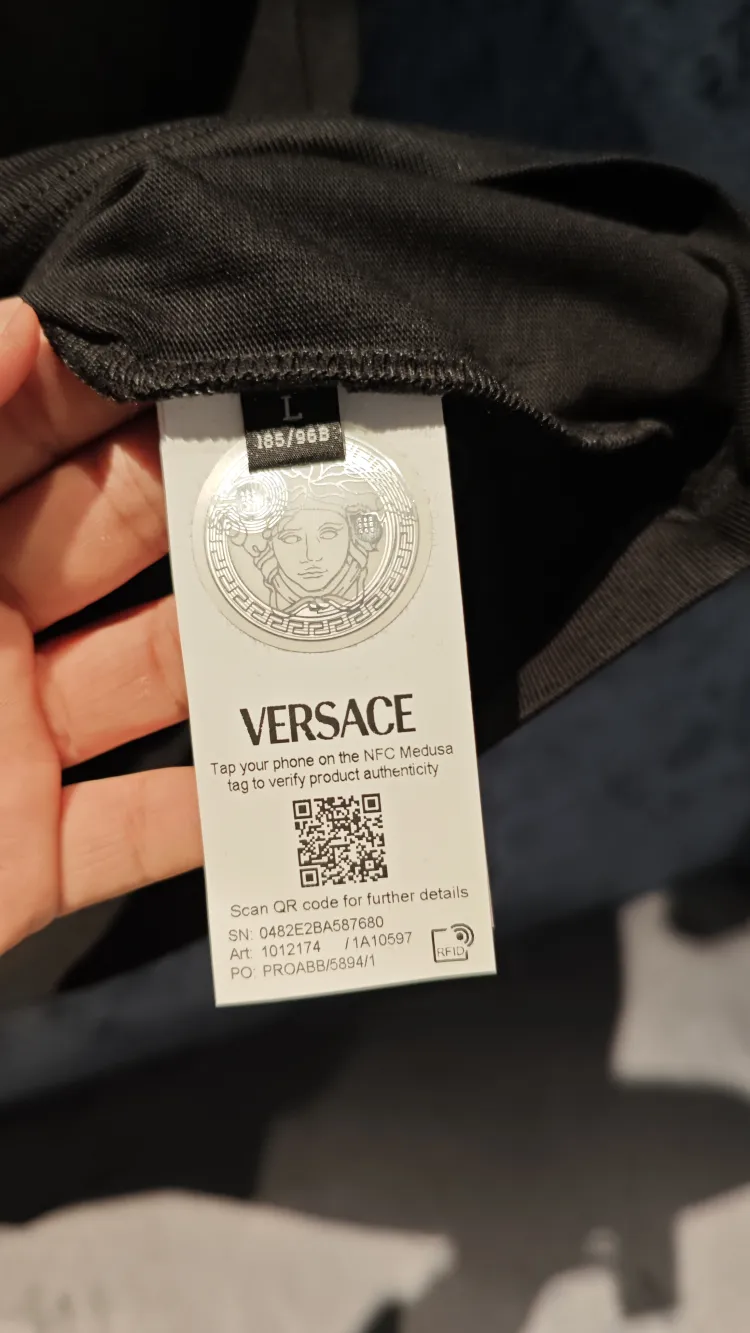 L
185/96B
VERSACE
Tap your phone on the NFC Medusa
tag to verify product authenticity
Scan QR code for further details
SN: 0482E2BA587680
Art: 1012174 /1A10597
PO: PROABB/5894/1
RFID